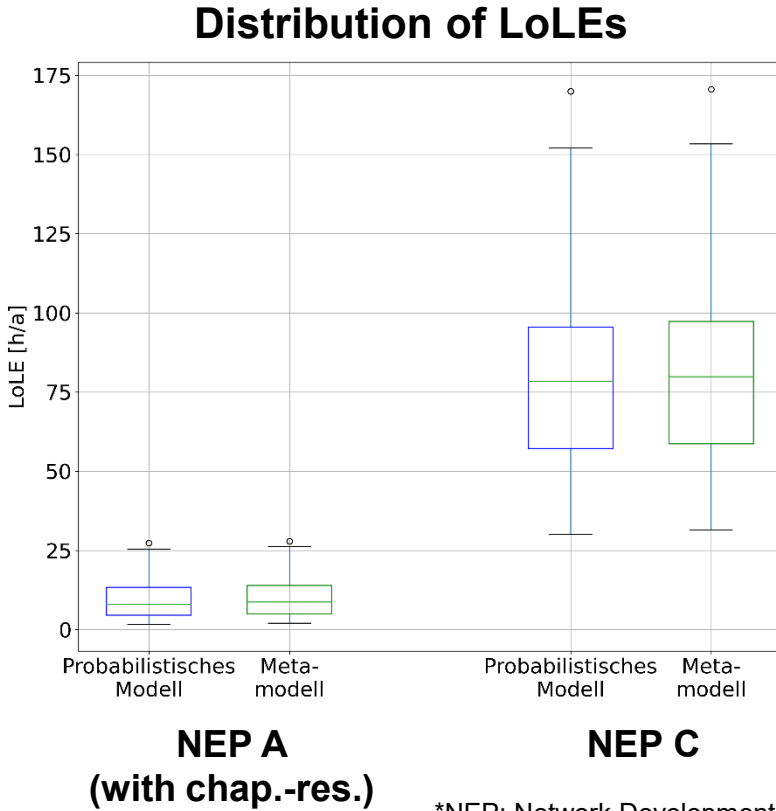 Distribution of LoLEs
175
150
125
100
75
50
25
0
LoLE [h/a]
Probabilistisches Modell
Meta-
modell
Probabilistisches Modell
Meta-
modell
NEP A
(with chap.-res.)
NEP C
*NEP: Network Development